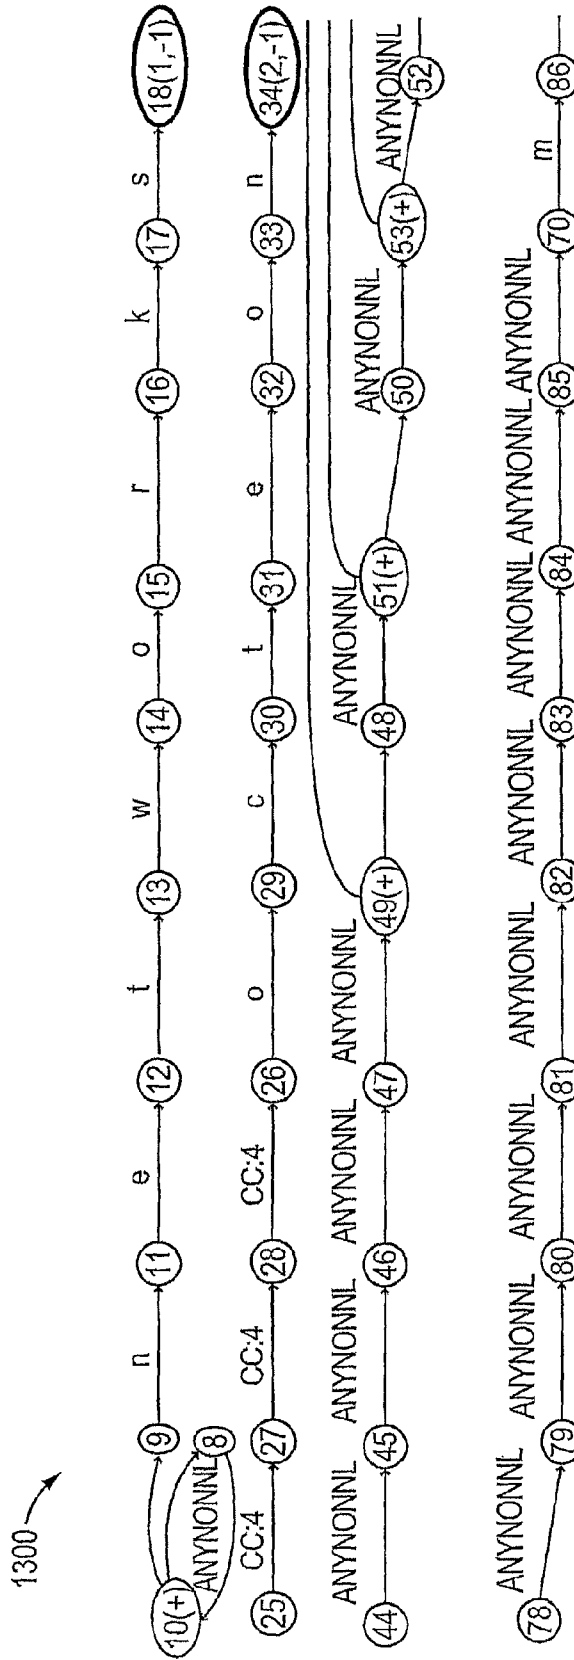 1300
n e t w o r k s
10(+) 9 11 12 13 14 15 16 17 18(1,-1)
ANYNONNL 8
CC:4 CC:4 CC:4 o c t e o n
25 27 28 26 29 30 31 32 33 34(2,-1)
ANYNONNL ANYNONNL ANYNONNL ANYNONNL ANYNONNL ANYNONNL ANYNONNL
44 45 46 47 49(+) 48 51(+) 50 53(+) 52
ANYNONNL ANYNONNL ANYNONNL ANYNONNL ANYNONNL ANYNONNL ANYNONNL ANYNONNL m
78 79 80 81 82 83 84 85 70 86